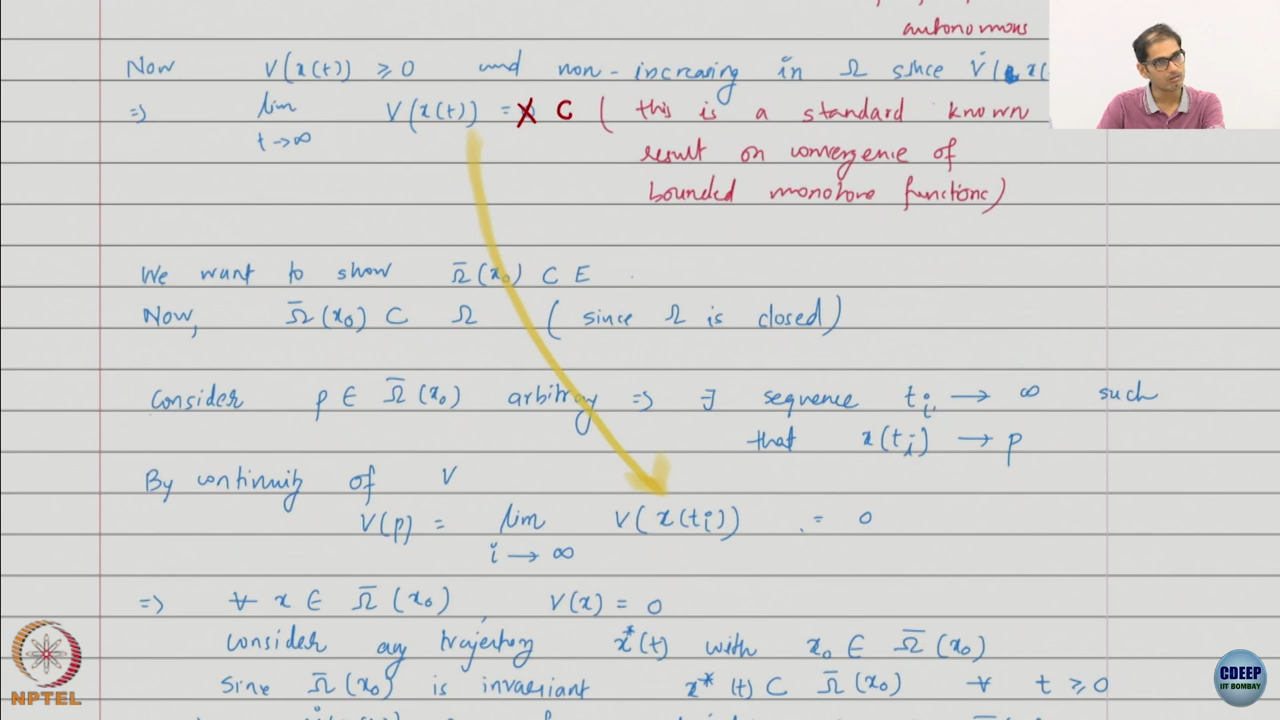 autonomous
Now V(x(t)) ⩾ 0 and non-increasing in Ω since V̇(x(
=> lim V(x(t)) = C ( this is a standard known
t→∞
result on convergence of
bounded monotone functions)
We want to show Ω̄(x₀) ⊂ E
Now, Ω̄(x₀) ⊂ Ω ( since Ω is closed)
Consider p ∈ Ω̄(x₀) arbitray => ∃ sequence tᵢ → ∞ such
that x(tᵢ) → p
By continuity of V
V(p) = lim V(x(tᵢ)) = 0
i → ∞
=> ∀ x ∈ Ω̄(x₀), V(x) = 0
Consider any trajectory x*(t) with x₀ ∈ Ω̄(x₀)
Since Ω̄(x₀) is invariant x*(t) ⊂ Ω̄(x₀) ∀ t ⩾ 0
NPTEL
CDEEP
IIT BOMBAY